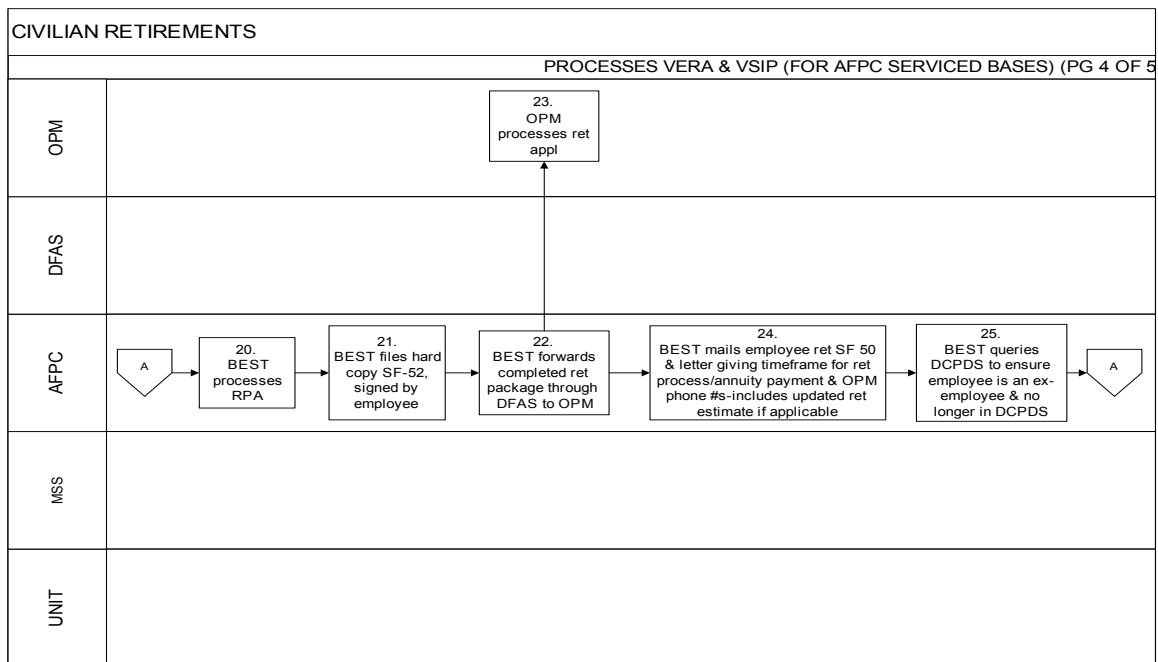 CIVILIAN RETIREMENTS
PROCESSES VERA & VSIP (FOR AFPC SERVICED BASES) (PG 4 OF 5
OPM
23.
OPM
processes ret
appl
DFAS
AFPC
A
20.
BEST
processes
RPA
21.
BEST files hard
copy SF-52,
signed by
employee
22.
BEST forwards
completed ret
package through
DFAS to OPM
24.
BEST mails employee ret SF 50
& letter giving timeframe for ret
process/annuity payment & OPM
phone #s-includes updated ret
estimate if applicable
25.
BEST queries
DCPDS to ensure
employee is an ex-
employee & no
longer in DCPDS
A
MSS
UNIT